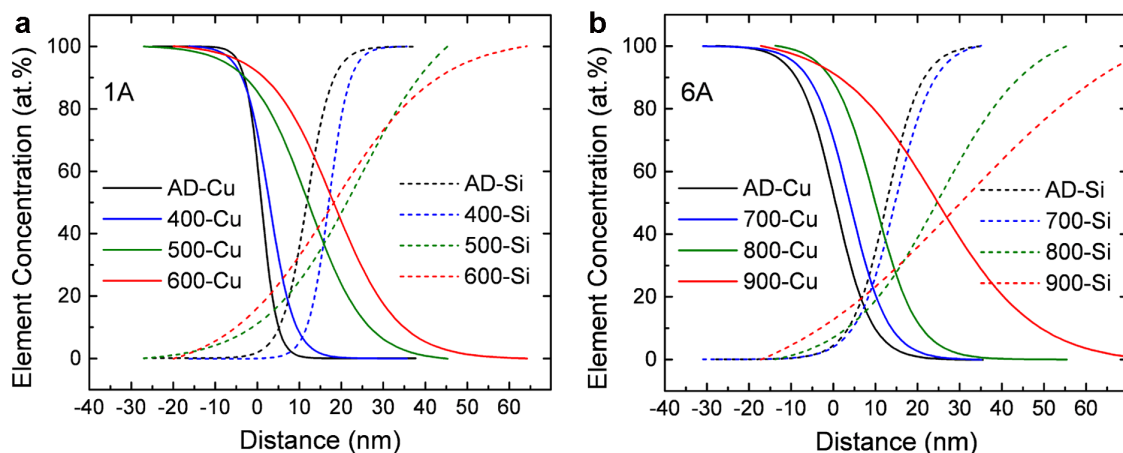 a
1A
Element Concentration (at.%)
100
80
60
40
20
0
AD-Cu
400-Cu
500-Cu
600-Cu
AD-Si
400-Si
500-Si
600-Si
-40 -30 -20 -10 0 10 20 30 40 50 60
Distance (nm)
b
6A
Element Concentration (at.%)
100
80
60
40
20
0
AD-Cu
700-Cu
800-Cu
900-Cu
AD-Si
700-Si
800-Si
900-Si
-40 -30 -20 -10 0 10 20 30 40 50 60
Distance (nm)